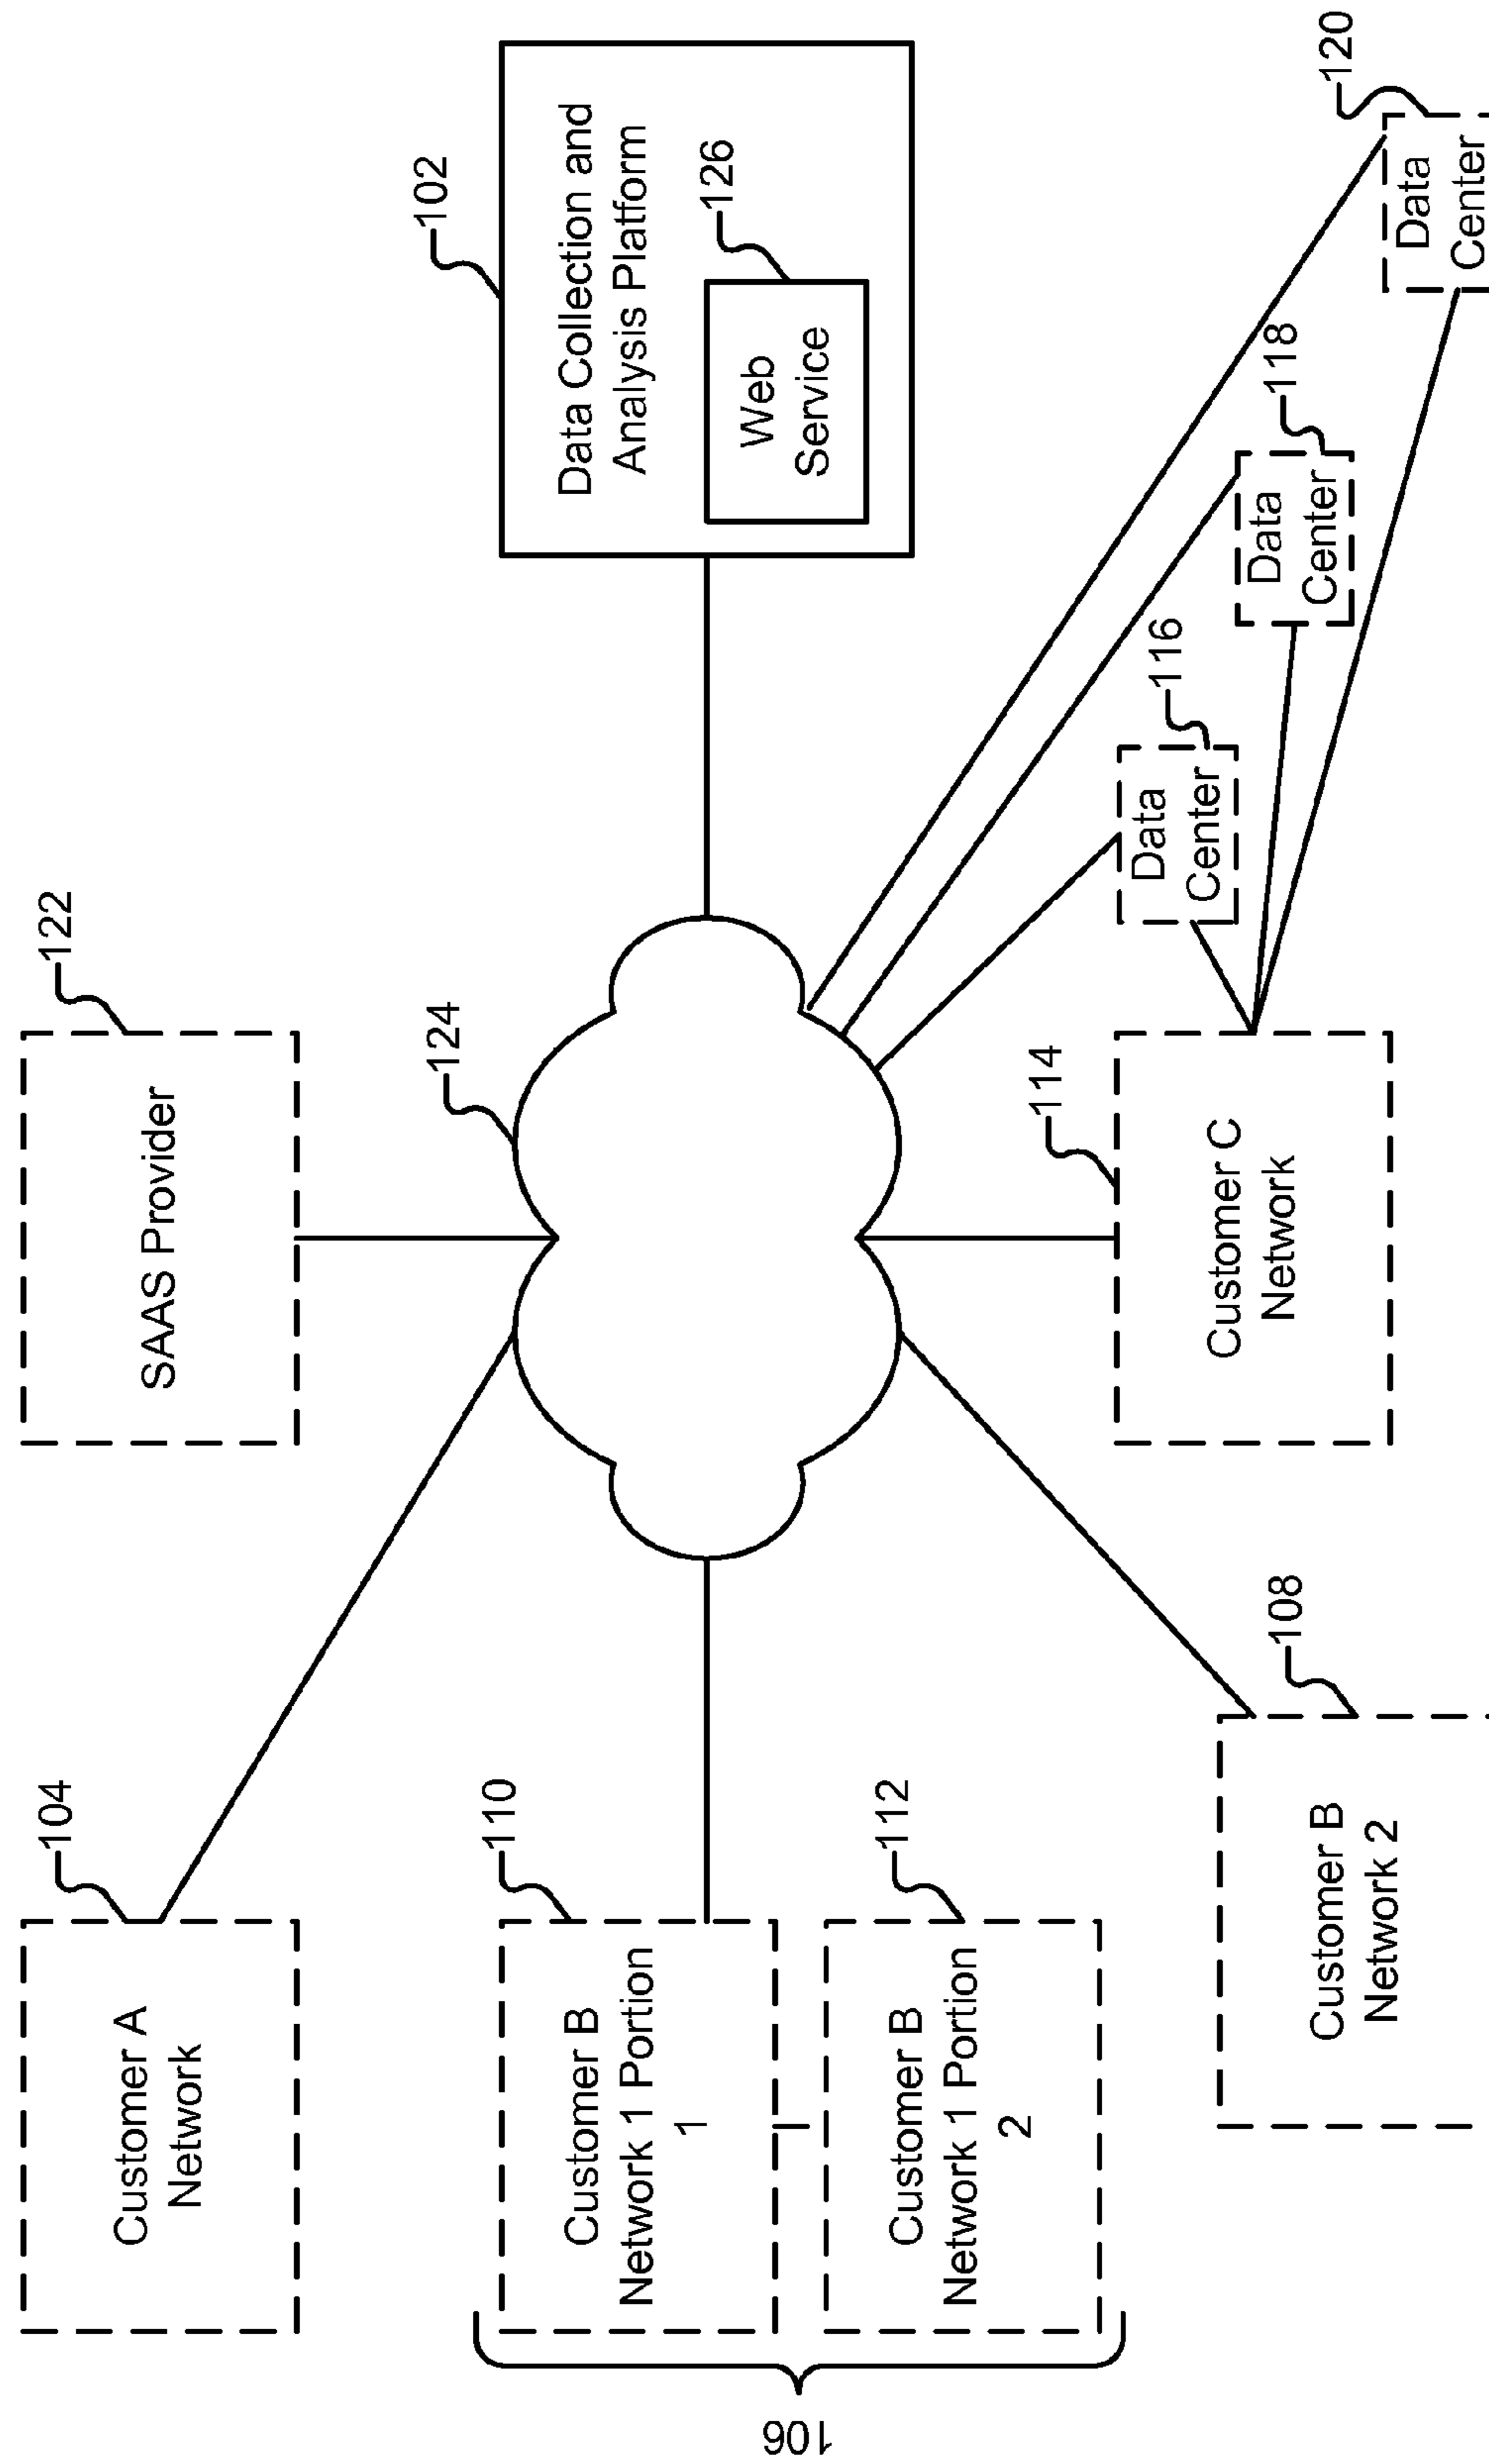 104
Customer A
Network
122
SAAS Provider
102
Data Collection and
Analysis Platform
126
Web
Service
110
Customer B
Network 1 Portion
1
124
106
112
Customer B
Network 1 Portion
2
114
Customer C
Network
116
Data
Center
118
Data
Center
120
Data
Center
108
Customer B
Network 2